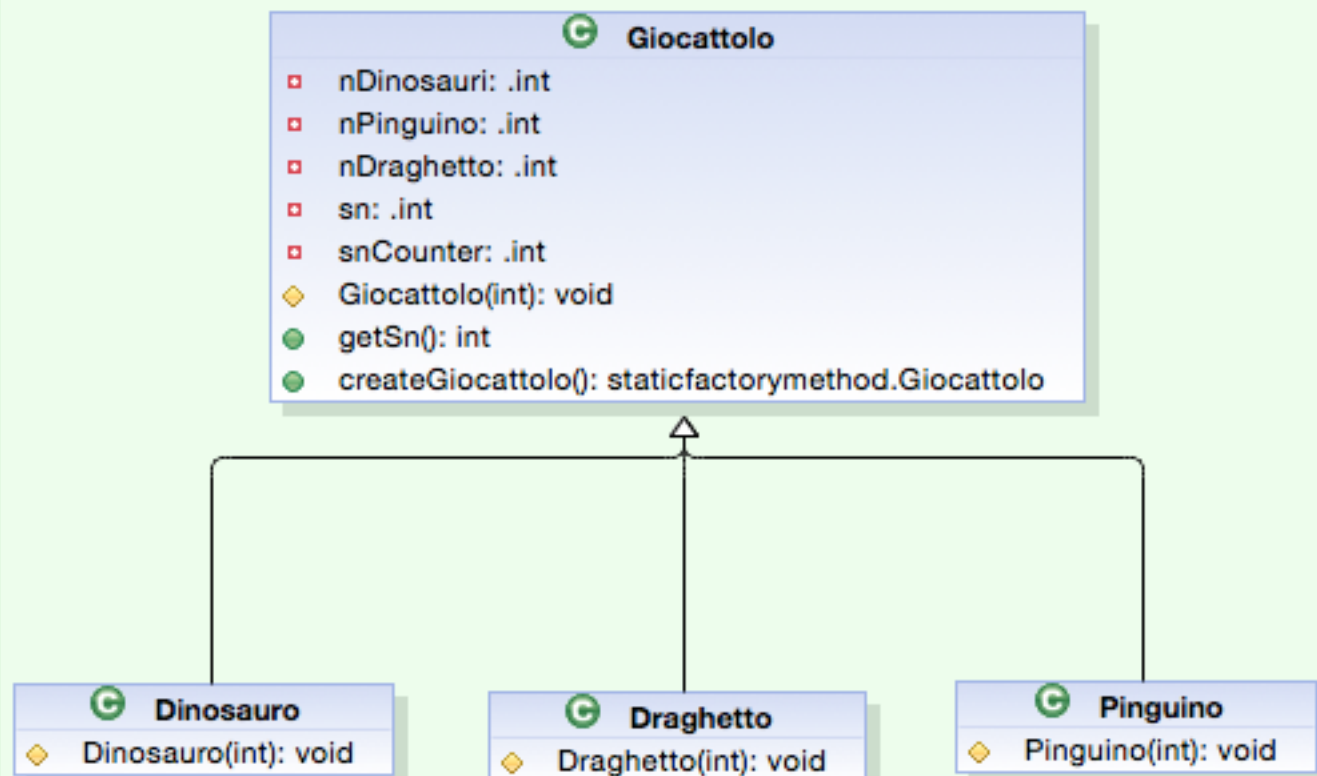 Giocattolo
nDinosauri: .int
nPinguino: .int
nDraghetto: .int
sn: .int
snCounter: .int
Giocattolo(int): void
getSn(): int
createGiocattolo(): staticfactorymethod.Giocattolo
Dinosauro
Dinosauro(int): void
Draghetto
Draghetto(int): void
Pinguino
Pinguino(int): void